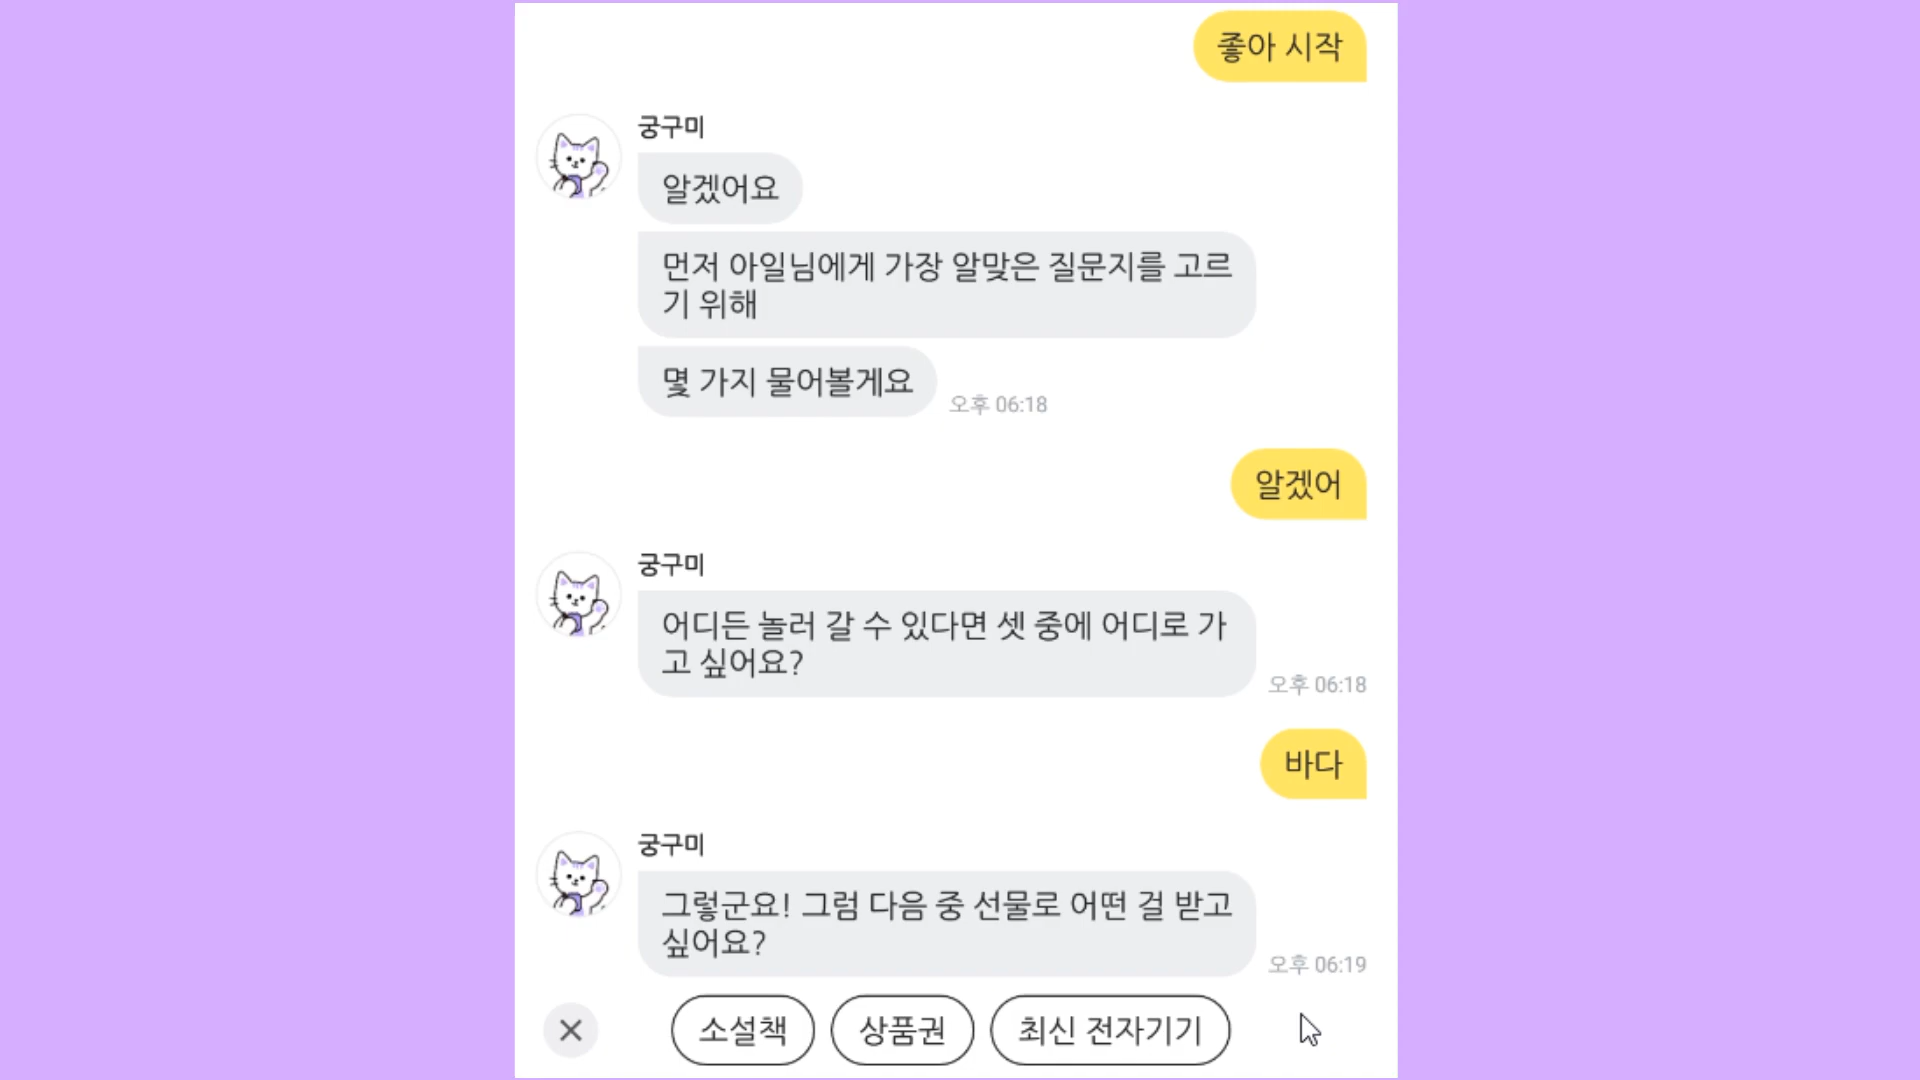 좋아 시작
궁구미
알겠어요
먼저 아일님에게 가장 알맞은 질문지를 고르
기 위해
몇 가지 물어볼게요
오후 06:18
알겠어
궁구미
어디든 놀러 갈 수 있다면 셋 중에 어디로 가
고 싶어요?
오후 06:18
바다
궁구미
그렇군요! 그럼 다음 중 선물로 어떤 걸 받고
싶어요?
오후 06:19
소설책 상품권 최신 전자기기